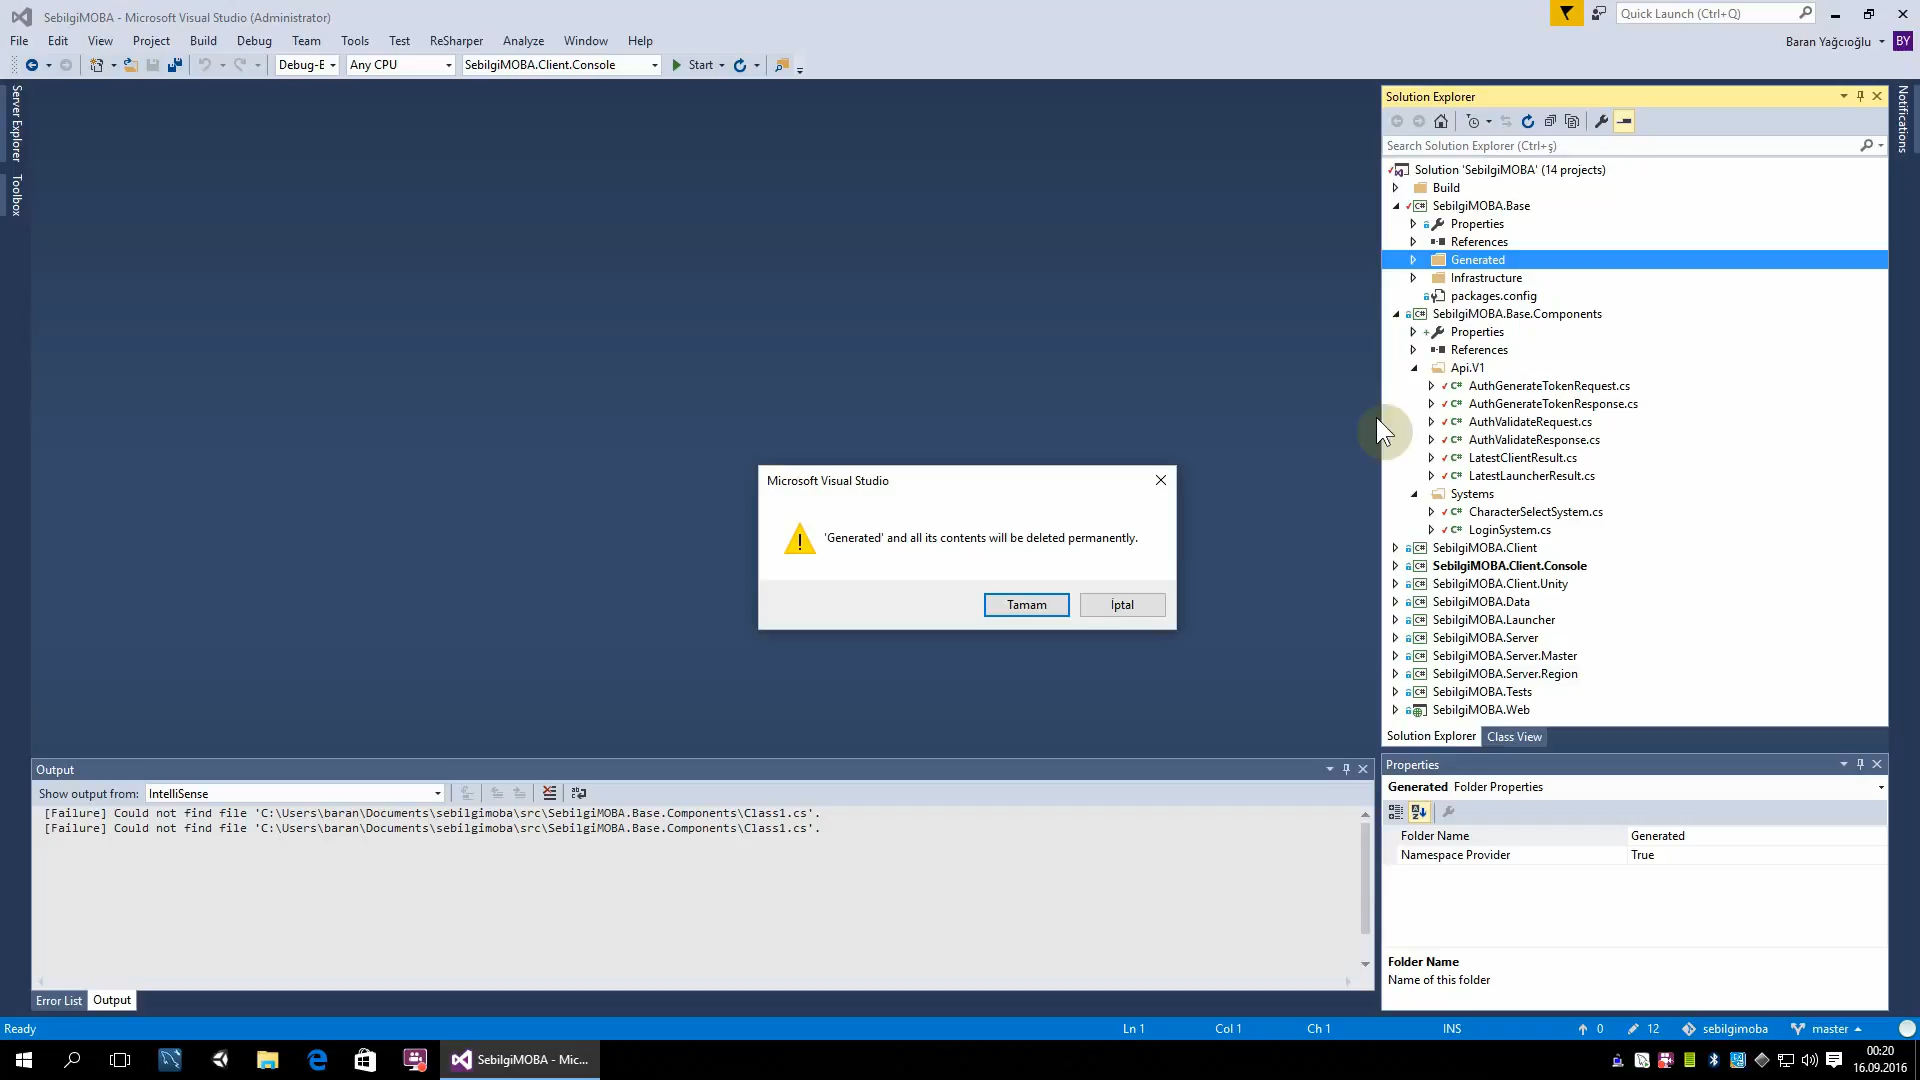 SebilgiMOBA - Microsoft Visual Studio (Administrator)
Quick Launch (Ctrl+Q)
File Edit View Project Build Debug Team Tools Test ReSharper Analyze Window Help
Baran Yağcıoğlu BY
Debug-E Any CPU SebilgiMOBA.Client.Console Start
Server Explorer
Toolbox
Notifications
Solution Explorer
Search Solution Explorer (Ctrl+ş)
Solution 'SebilgiMOBA' (14 projects)
Build
SebilgiMOBA.Base
Properties
References
Generated
Infrastructure
packages.config
SebilgiMOBA.Base.Components
Properties
References
Api.V1
AuthGenerateTokenRequest.cs
AuthGenerateTokenResponse.cs
AuthValidateRequest.cs
AuthValidateResponse.cs
LatestClientResult.cs
LatestLauncherResult.cs
Systems
CharacterSelectSystem.cs
LoginSystem.cs
SebilgiMOBA.Client
SebilgiMOBA.Client.Console
SebilgiMOBA.Client.Unity
SebilgiMOBA.Data
SebilgiMOBA.Launcher
SebilgiMOBA.Server
SebilgiMOBA.Server.Master
SebilgiMOBA.Server.Region
SebilgiMOBA.Tests
SebilgiMOBA.Web
Solution Explorer Class View
Microsoft Visual Studio
'Generated' and all its contents will be deleted permanently.
Tamam İptal
Output
Show output from: IntelliSense
[Failure] Could not find file 'C:\Users\baran\Documents\sebilgimoba\src\SebilgiMOBA.Base.Components\Class1.cs'.
[Failure] Could not find file 'C:\Users\baran\Documents\sebilgimoba\src\SebilgiMOBA.Base.Components\Class1.cs'.
Error List Output
Properties
Generated Folder Properties
Folder Name Generated
Namespace Provider True
Folder Name
Name of this folder
Ready Ln 1 Col 1 Ch 1 INS 0 12 sebilgimoba master
SebilgiMOBA - Mic...
00:20
16.09.2016